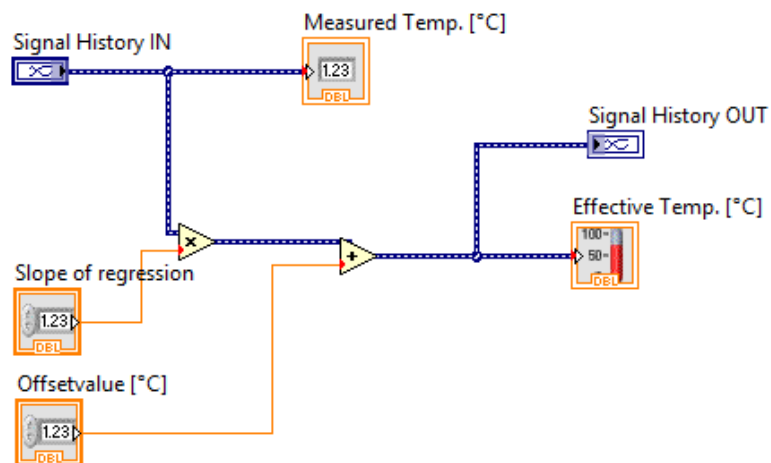 Measured Temp. [°C]
Signal History IN
1.23
DBL
Signal History OUT
Effective Temp. [°C]
100-
50-
DBL
×
+
Slope of regression
1.23
DBL
Offsetvalue [°C]
1.23
DBL